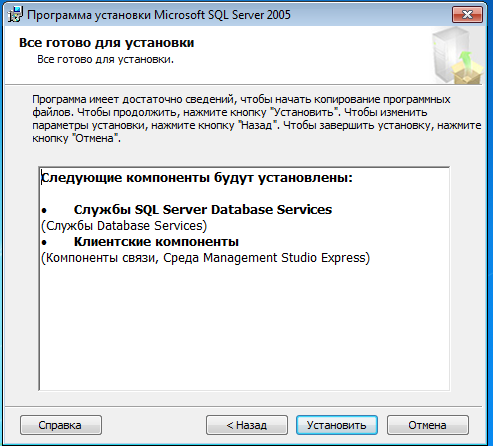 Программа установки Microsoft SQL Server 2005
Все готово для установки
Все готово для установки.
Программа имеет достаточно сведений, чтобы начать копирование программных
файлов. Чтобы продолжить, нажмите кнопку "Установить". Чтобы изменить
параметры установки, нажмите кнопку "Назад". Чтобы завершить установку, нажмите
кнопку "Отмена".
Следующие компоненты будут установлены:
• Службы SQL Server Database Services
(Службы Database Services)
• Клиентские компоненты
(Компоненты связи, Среда Management Studio Express)
Справка
< Назад
Установить
Отмена